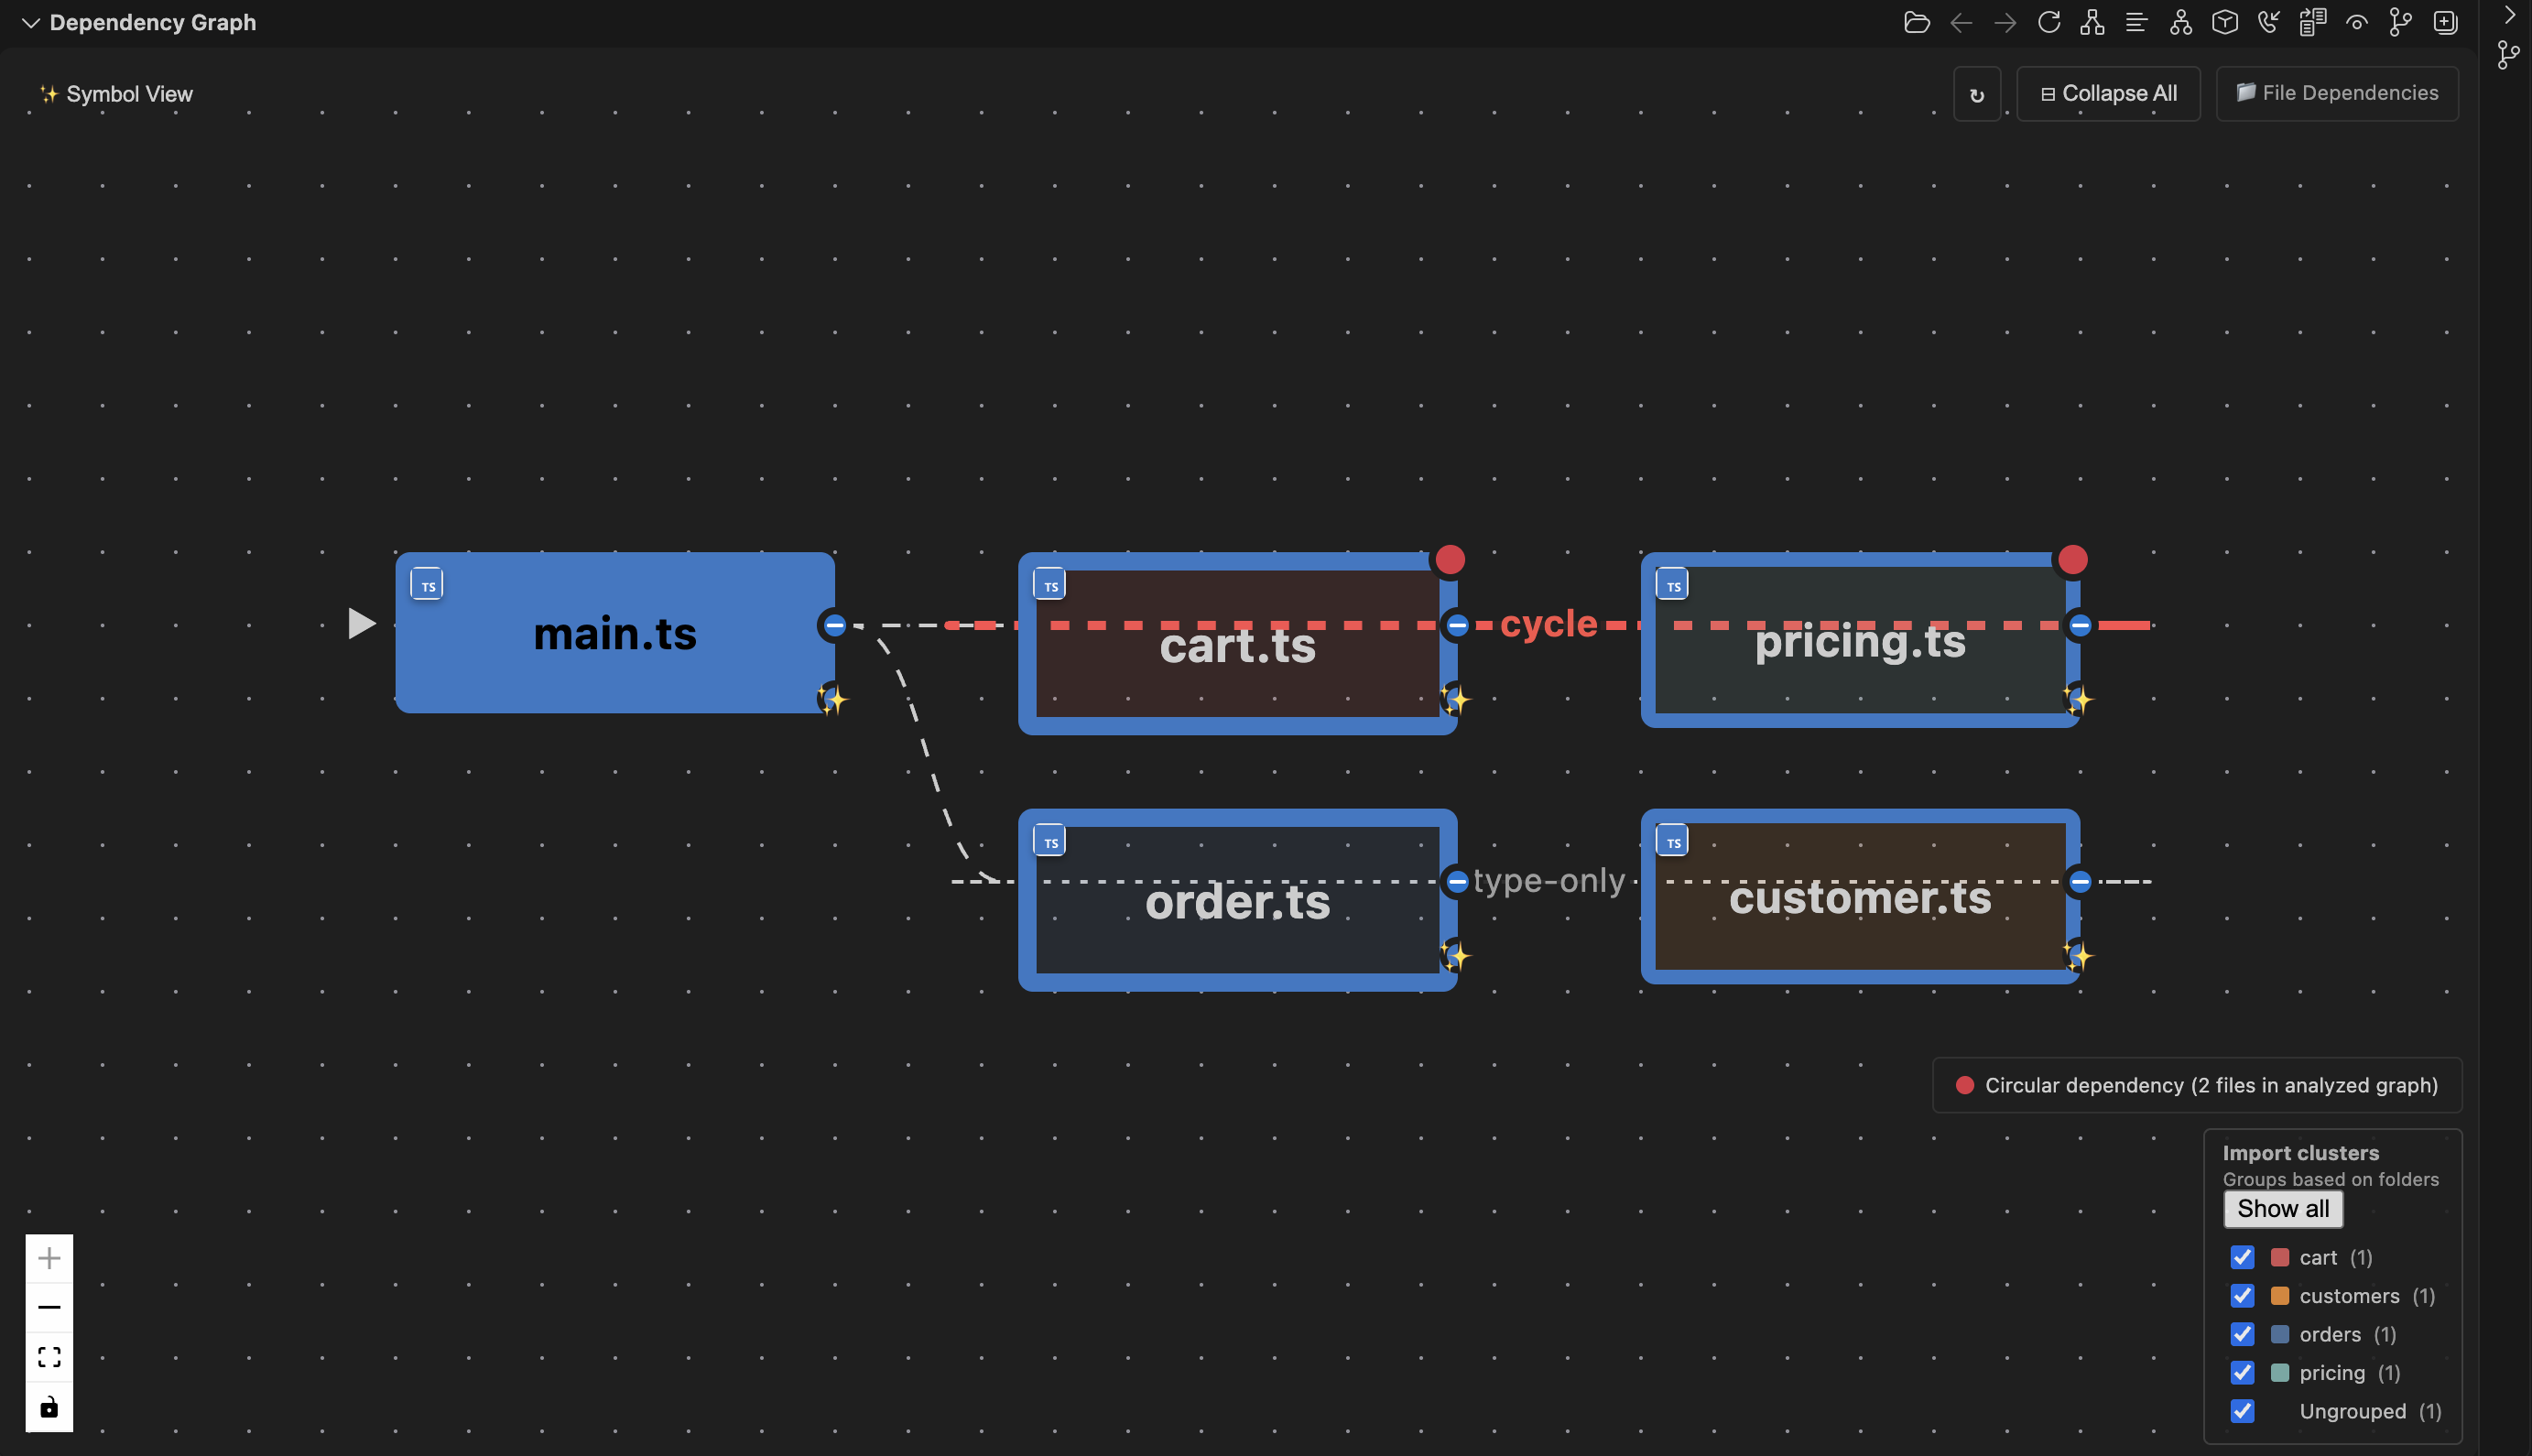 Dependency Graph
✨ Symbol View
↻
⊟ Collapse All
📁 File Dependencies
TS
main.ts
TS
cart.ts
cycle
TS
pricing.ts
TS
order.ts
type-only
TS
customer.ts
Circular dependency (2 files in analyzed graph)
Import clusters
Groups based on folders
Show all
cart (1)
customers (1)
orders (1)
pricing (1)
Ungrouped (1)